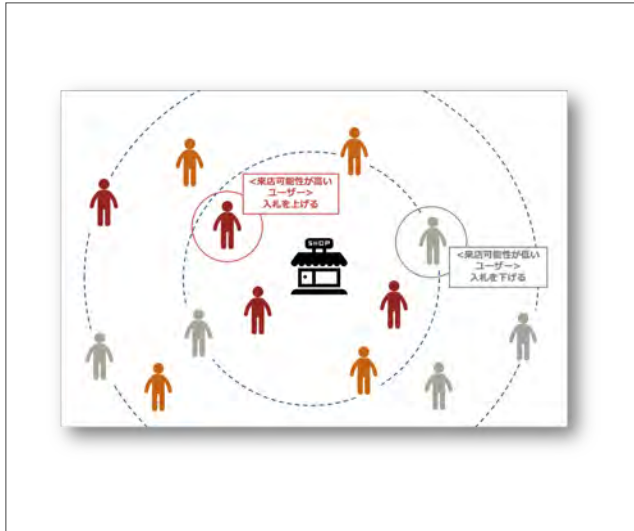 <来店可能性が高い
ユーザー>
入札を上げる
SHOP
<来店可能性が低い
ユーザー>
入札を下げる